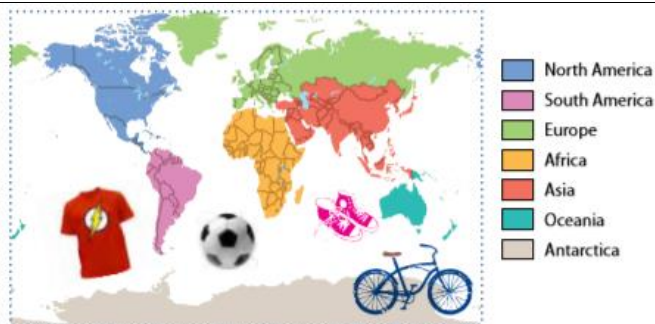 North America
South America
Europe
Africa
Asia
Oceania
Antarctica